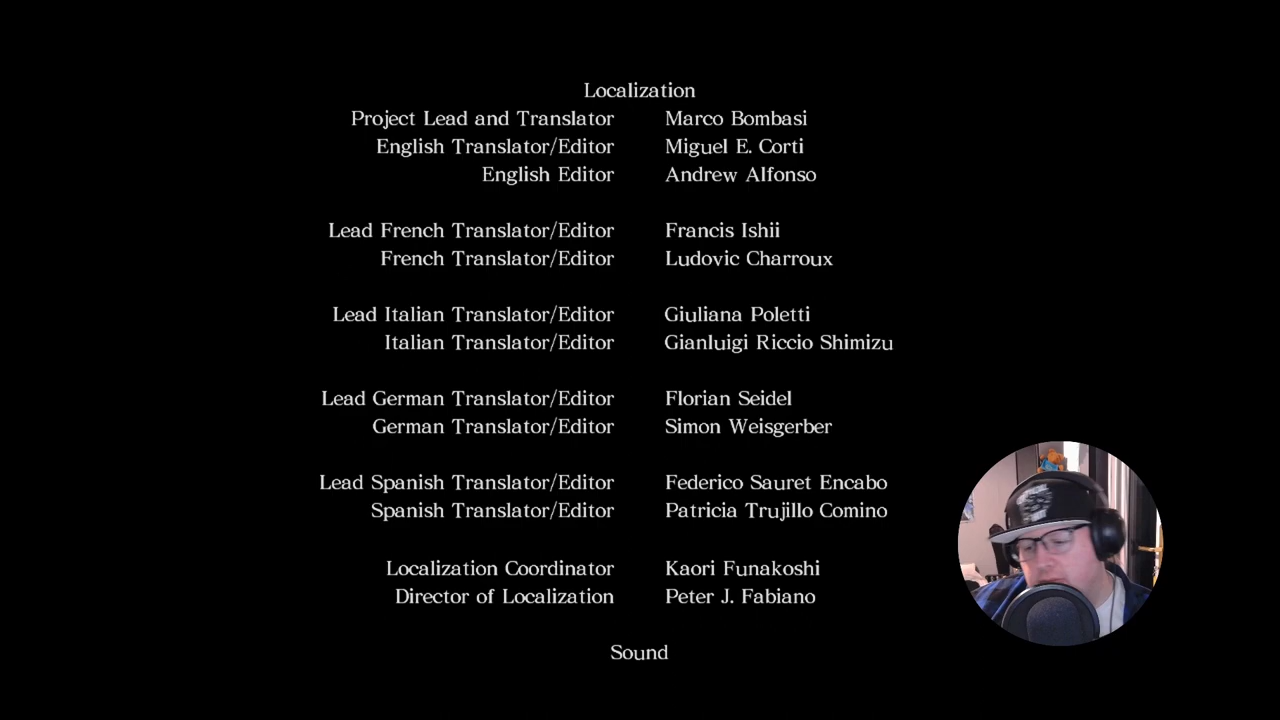 Localization
Project Lead and Translator Marco Bombasi
English Translator/Editor Miguel E. Corti
English Editor Andrew Alfonso
Lead French Translator/Editor Francis Ishii
French Translator/Editor Ludovic Charroux
Lead Italian Translator/Editor Giuliana Poletti
Italian Translator/Editor Gianluigi Riccio Shimizu
Lead German Translator/Editor Florian Seidel
German Translator/Editor Simon Weisgerber
Lead Spanish Translator/Editor Federico Sauret Encabo
Spanish Translator/Editor Patricia Trujillo Comino
Localization Coordinator Kaori Funakoshi
Director of Localization Peter J. Fabiano
Sound